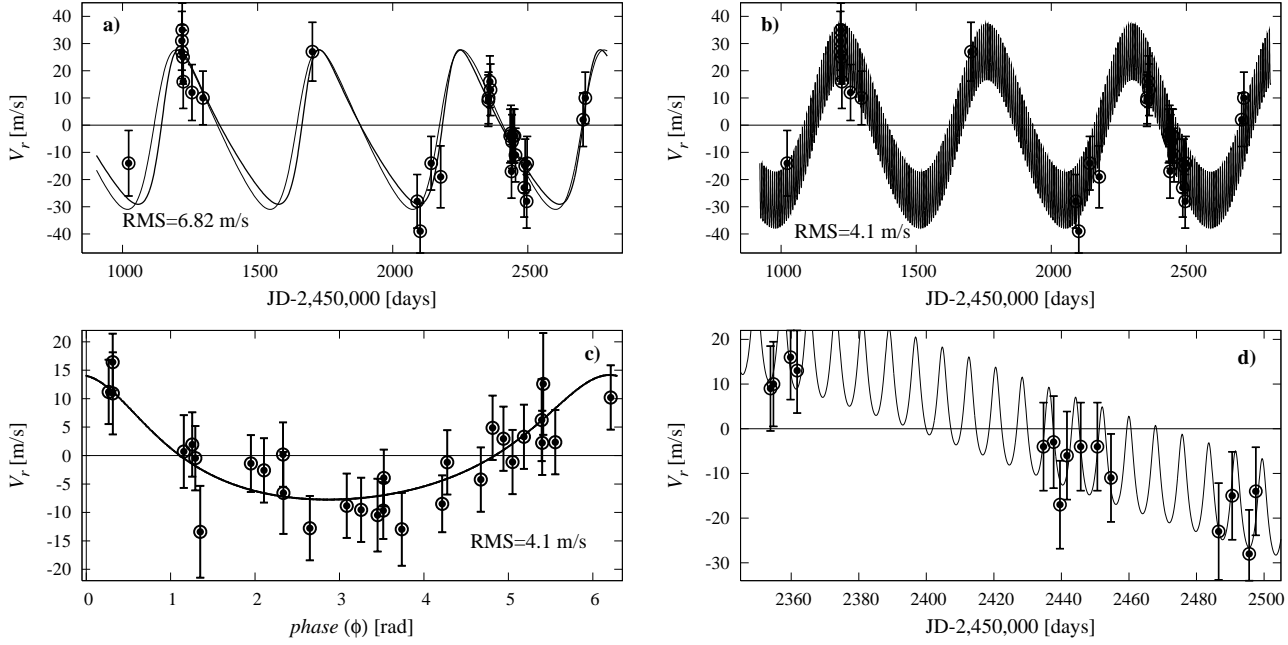 a)
40
30
20
10
0
-10
-20
-30
-40
V_r [m/s]
RMS=6.82 m/s
1000 1500 2000 2500
JD-2,450,000 [days]
b)
40
30
20
10
0
-10
-20
-30
-40
V_r [m/s]
RMS=4.1 m/s
1000 1500 2000 2500
JD-2,450,000 [days]
c)
20
15
10
5
0
-5
-10
-15
-20
V_r [m/s]
RMS=4.1 m/s
0 1 2 3 4 5 6
phase (ϕ) [rad]
d)
20
10
0
-10
-20
-30
V_r [m/s]
2360 2380 2400 2420 2440 2460 2480 2500
JD-2,450,000 [days]